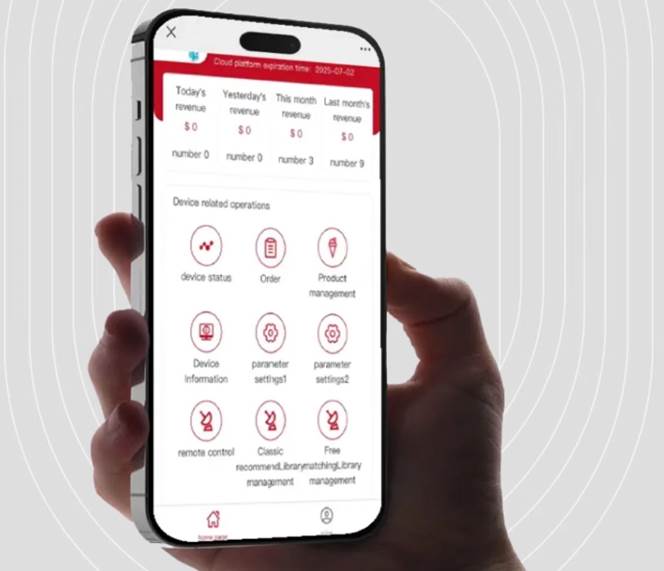 Cloud platform expiration time: 2025-07-02
Today's Yesterday's This month Last month's
revenue revenue revenue revenue
$ 0 $ 0 $ 0 $ 0
number 0 number 0 number 3 number 9
Device related operations
device status Order Product
management
Device parameter parameter
Information settings1 settings2
remote control Classic Free
recommendLibrary matchingLibrary
management management
home page